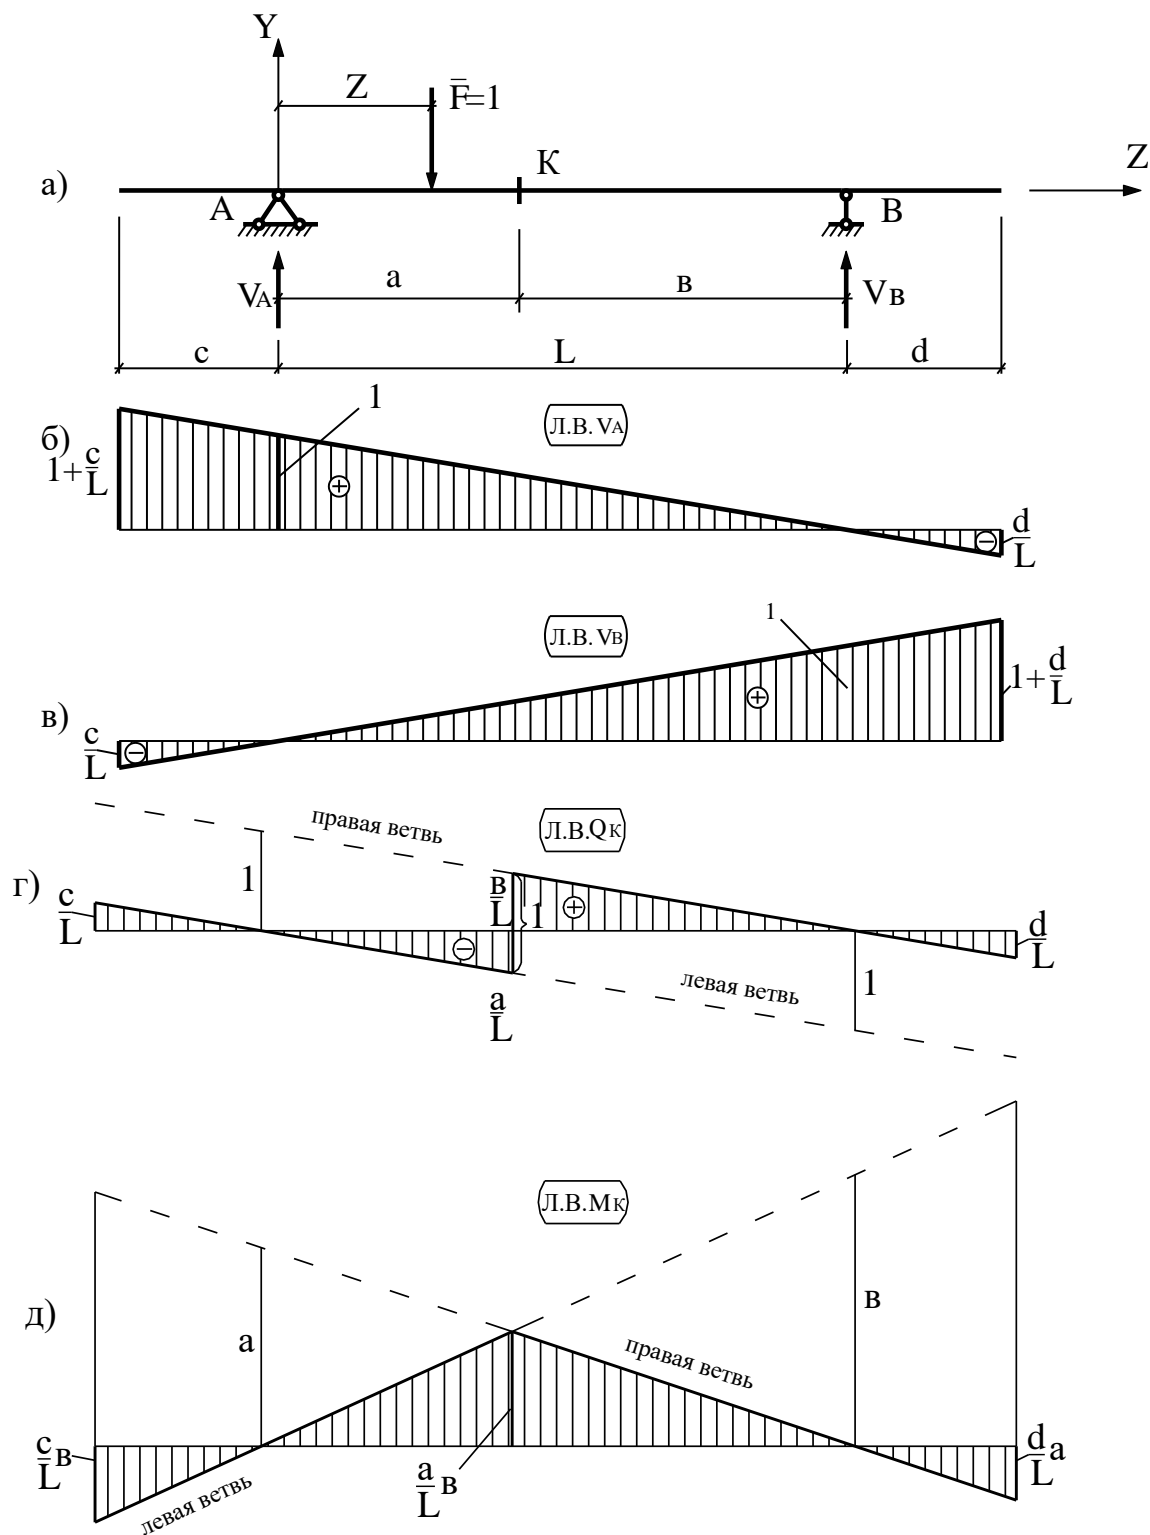 Y
Z
F̄=1
К
Z
а)
A
B
VA
a
в
VB
c
L
d
1
Л.В. VA
б)
1+c/L
+
−
d/L
Л.В. VB
1
+
1+d/L
в)
c/L
−
правая ветвь
Л.В.QK
г)
c/L
1
в/L
1
+
−
d/L
a/L
левая ветвь
1
Л.В.MK
д)
a
в
правая ветвь
c/L в
a/L в
d/L a
левая ветвь